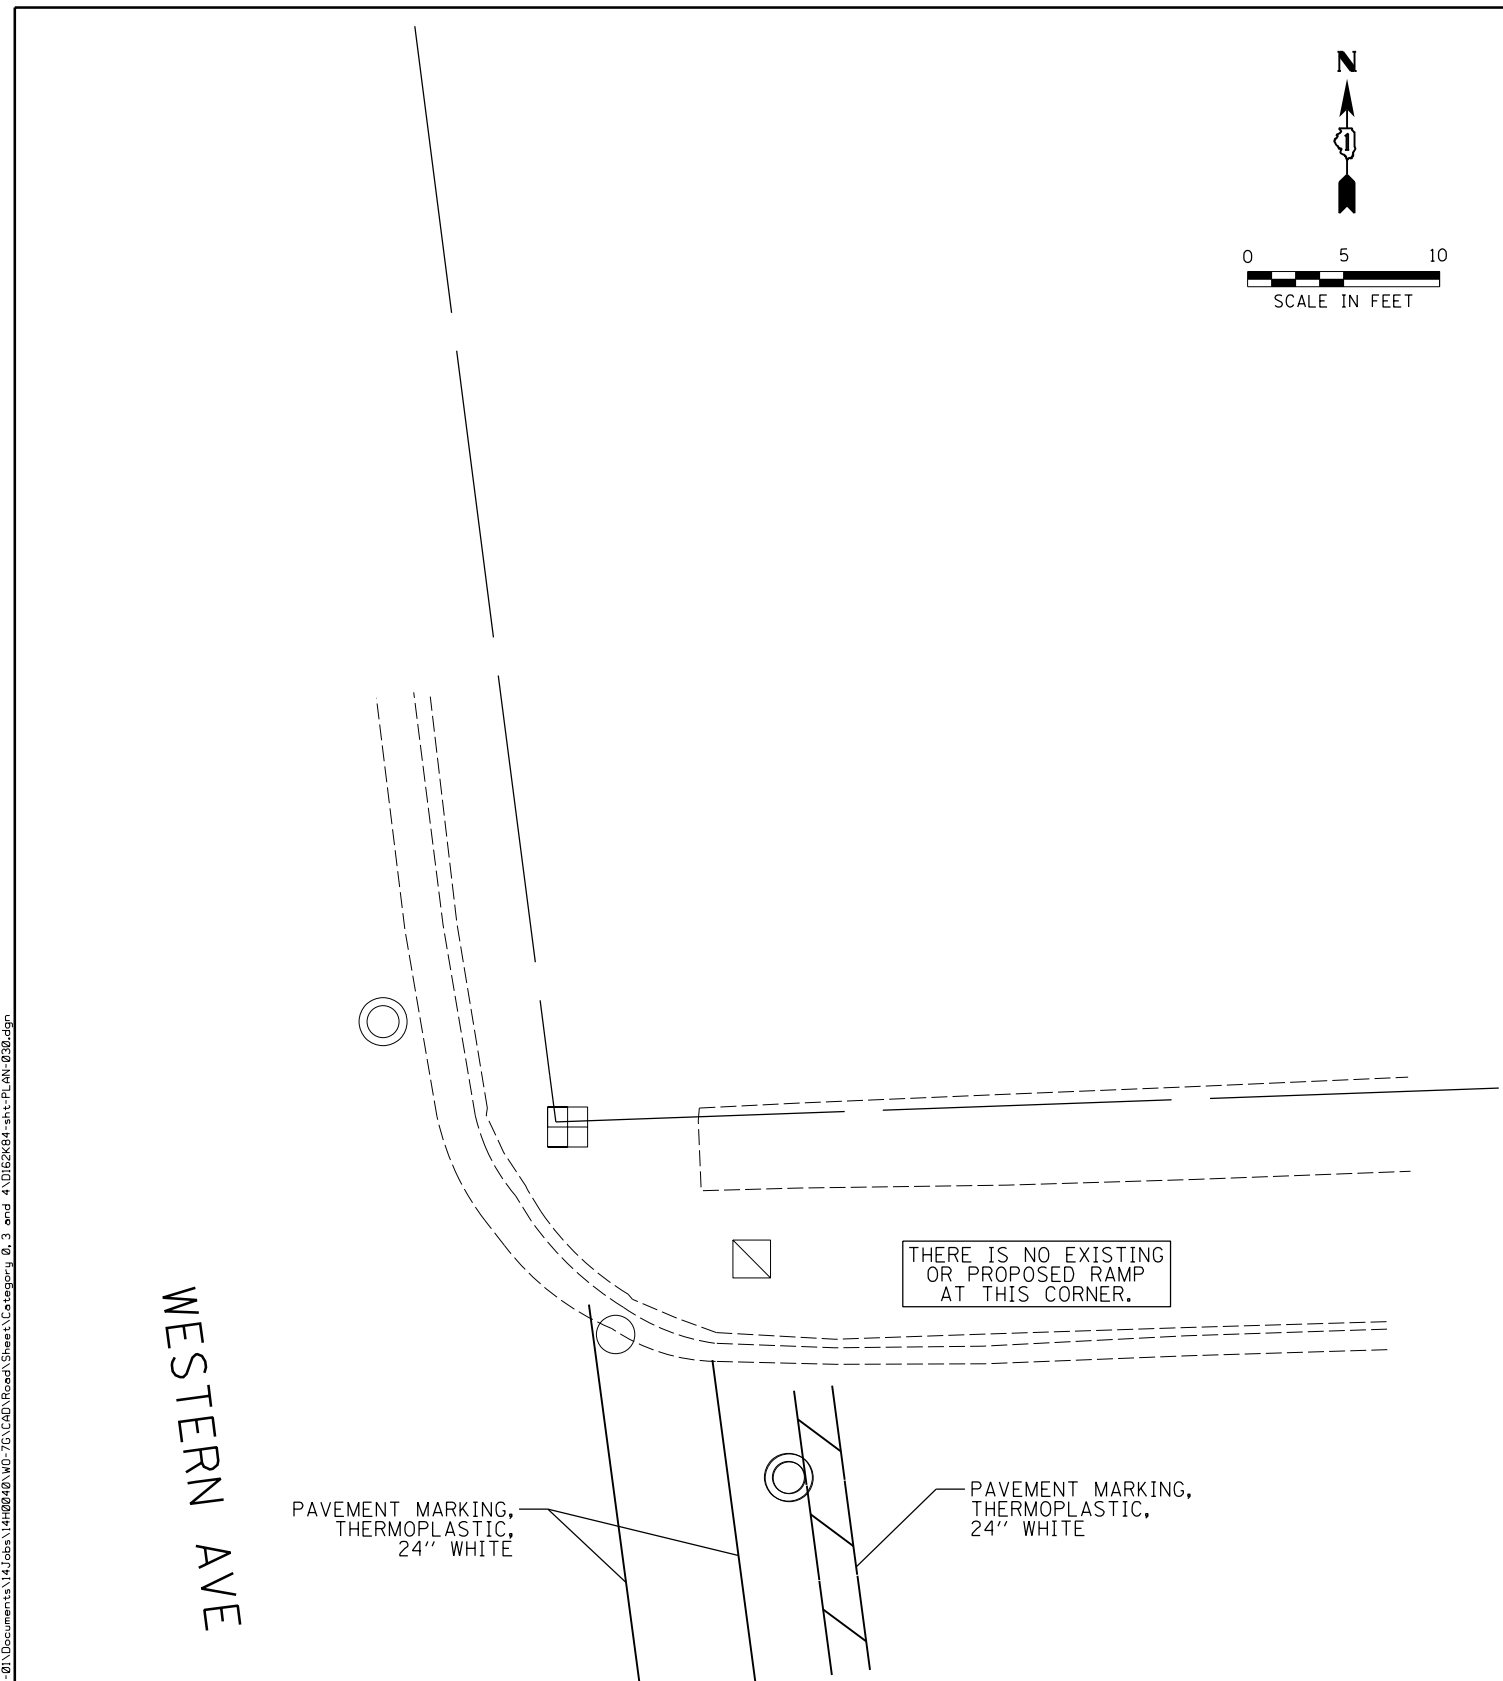 N
1
0 5 10
SCALE IN FEET
THERE IS NO EXISTING
OR PROPOSED RAMP
AT THIS CORNER.
WESTERN AVE
PAVEMENT MARKING,
THERMOPLASTIC,
24'' WHITE
PAVEMENT MARKING,
THERMOPLASTIC,
24'' WHITE
-01\Documents\14Jobs\14H0040\WO-7G\CAD\Road\Sheet\Category 0, 3 and 4\D162K84-sht-PLAN-030.dgn